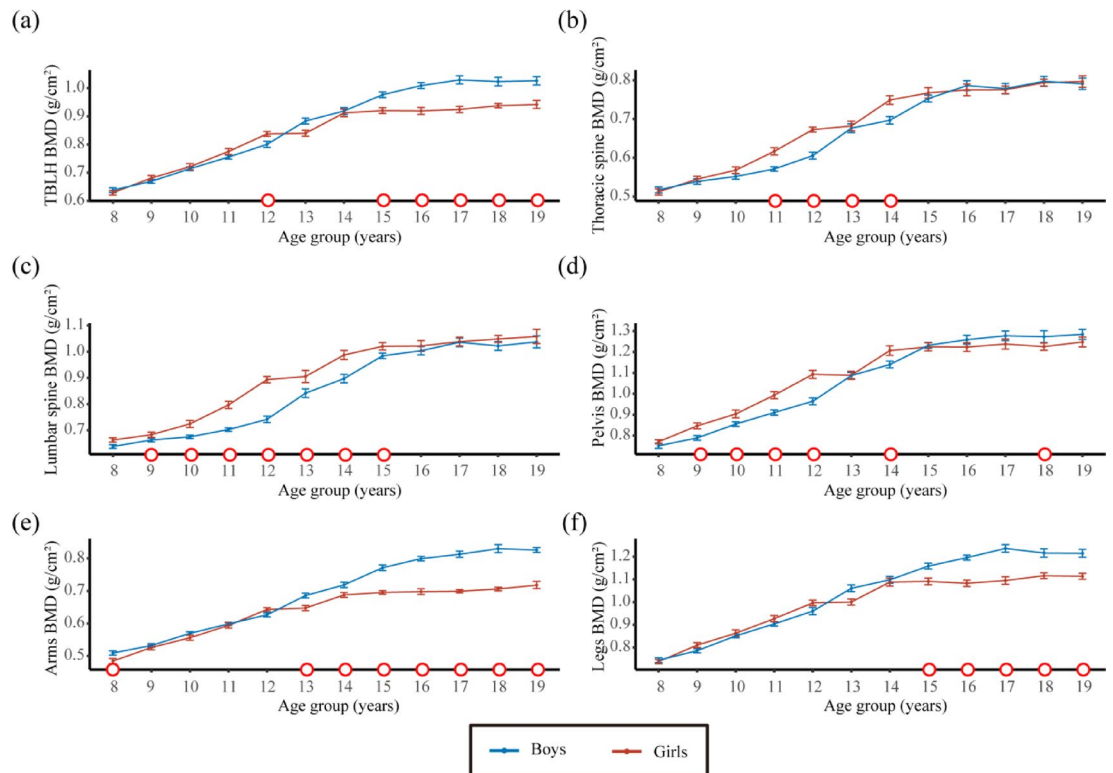 (a)
TBLH BMD (g/cm²)
1.0
0.9
0.8
0.7
0.6
8 9 10 11 12 13 14 15 16 17 18 19
Age group (years)
(b)
Thoracic spine BMD (g/cm²)
0.8
0.7
0.6
0.5
8 9 10 11 12 13 14 15 16 17 18 19
Age group (years)
(c)
Lumbar spine BMD (g/cm²)
1.1
1.0
0.9
0.8
0.7
8 9 10 11 12 13 14 15 16 17 18 19
Age group (years)
(d)
Pelvis BMD (g/cm²)
1.3
1.2
1.1
1.0
0.9
0.8
8 9 10 11 12 13 14 15 16 17 18 19
Age group (years)
(e)
Arms BMD (g/cm²)
0.8
0.7
0.6
0.5
8 9 10 11 12 13 14 15 16 17 18 19
Age group (years)
(f)
Legs BMD (g/cm²)
1.2
1.1
1.0
0.9
0.8
8 9 10 11 12 13 14 15 16 17 18 19
Age group (years)
Boys Girls